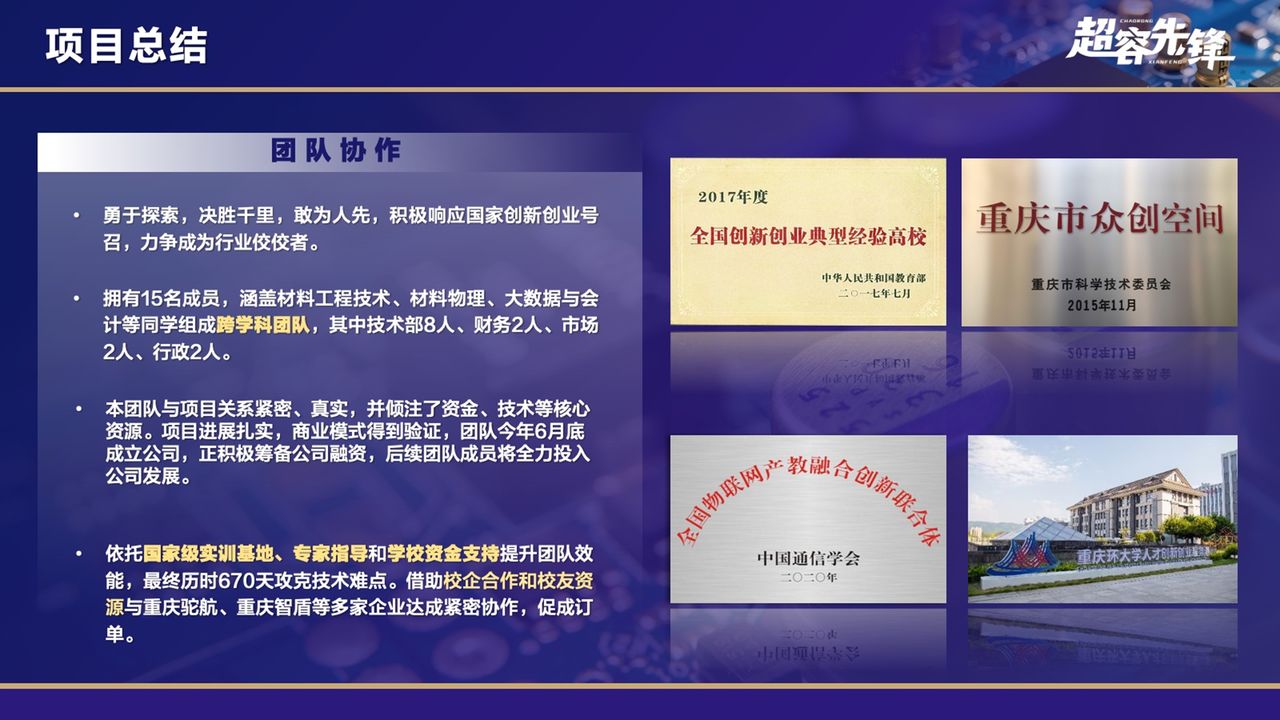 项目总结
CHAORONG
超容先锋
XIANFENG
团队协作
• 勇于探索，决胜千里，敢为人先，积极响应国家创新创业号
召，力争成为行业佼佼者。
• 拥有15名成员，涵盖材料工程技术、材料物理、大数据与会
计等同学组成跨学科团队，其中技术部8人、财务2人、市场
2人、行政2人。
• 本团队与项目关系紧密、真实，并倾注了资金、技术等核心
资源。项目进展扎实，商业模式得到验证，团队今年6月底
成立公司，正积极筹备公司融资，后续团队成员将全力投入
公司发展。
• 依托国家级实训基地、专家指导和学校资金支持提升团队效
能，最终历时670天攻克技术难点。借助校企合作和校友资
源与重庆驼航、重庆智盾等多家企业达成紧密协作，促成订
单。
2017年度
全国创新创业典型经验高校
中华人民共和国教育部
二〇一七年七月
重庆市众创空间
重庆市科学技术委员会
2015年11月
全国物联网产教融合创新联合体
中国通信学会
二〇二〇年
重庆环大学人才创新创业服务港